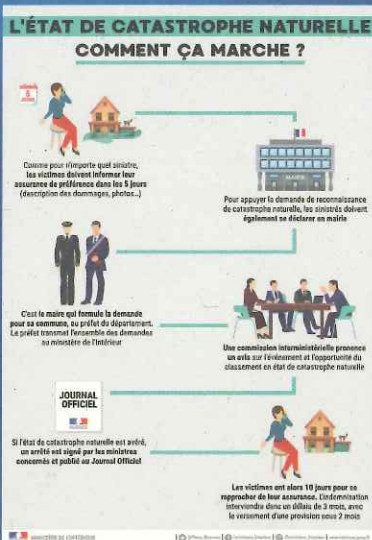 L'ÉTAT DE CATASTROPHE NATURELLE
COMMENT ÇA MARCHE ?
5
JOURS
Comme pour n'importe quel sinistre,
les victimes doivent informer leur
assurance de préférence dans les 5 jours
(description des dommages, photos...)
MAIRIE
Pour appuyer la demande de reconnaissance
de catastrophe naturelle, les sinistrés doivent
également se déclarer en mairie
C'est le maire qui formule la demande
pour sa commune, au préfet du département.
Le préfet transmet l'ensemble des demandes
au ministère de l'Intérieur
Une commission interministérielle prononce
un avis sur l'événement et l'opportunité du
classement en état de catastrophe naturelle
JOURNAL
OFFICIEL
Si l'état de catastrophe naturelle est avéré,
un arrêté est signé par les ministres
concernés et publié au Journal Officiel
Les victimes ont alors 10 jours pour se
rapprocher de leur assurance. L'indemnisation
interviendra dans un délais de 3 mois, avec
le versement d'une provision sous 2 mois
MINISTÈRE DE L'INTÉRIEUR